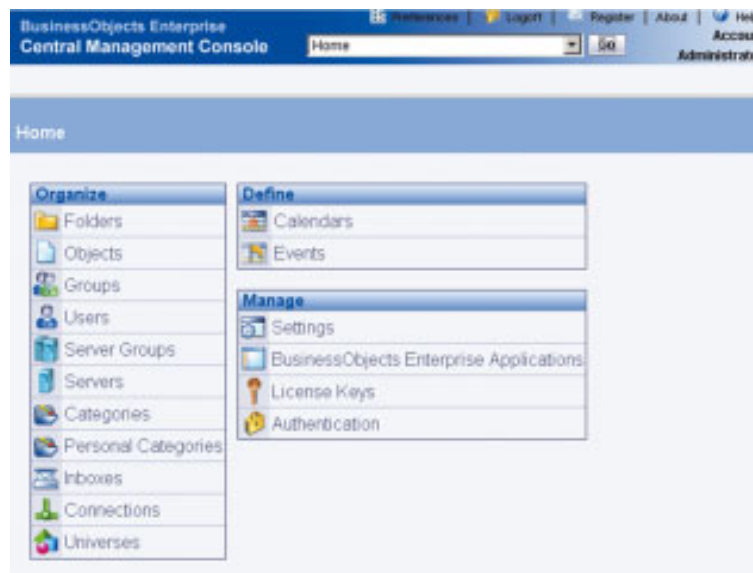 BusinessObjects Enterprise
Preferences | Logoff | Register | About |
Central Management Console
Home
Go
Home
Organize
Folders
Objects
Groups
Users
Server Groups
Servers
Categories
Personal Categories
Inboxes
Connections
Universes
Define
Calendars
Events
Manage
Settings
BusinessObjects Enterprise Applications
License Keys
Authentication